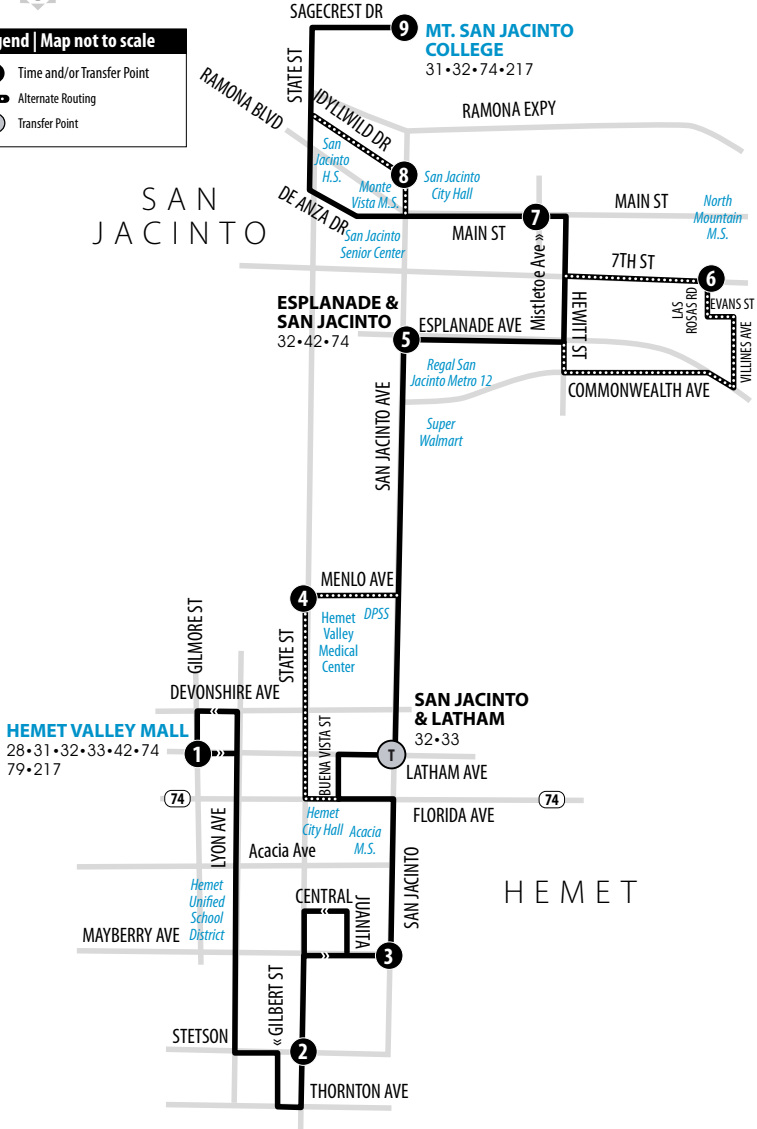 SAGECREST DR
9
MT. SAN JACINTO
COLLEGE
31•32•74•217
gend | Map not to scale
Time and/or Transfer Point
Alternate Routing
Transfer Point
STATE ST
RAMONA BLVD
IDYLLWILD DR
RAMONA EXPY
San
Jacinto
H.S.
8
Monte
Vista M.S.
San Jacinto
City Hall
SAN
JACINTO
DE ANZA DR
San Jacinto
Senior Center
MAIN ST
7
MAIN ST
North
Mountain
M.S.
Mistletoe Ave »
7TH ST
6
LAS
ROSAS RD
EVANS ST
VILLINES AVE
HEWITT ST
ESPLANADE &
SAN JACINTO
32•42•74
5
ESPLANADE AVE
Regal San
Jacinto Metro 12
COMMONWEALTH AVE
SAN JACINTO AVE
Super
Walmart
MENLO AVE
4
Hemet
Valley
Medical
Center
DPSS
GILMORE ST
STATE ST
DEVONSHIRE AVE
«
HEMET VALLEY MALL
28•31•32•33•42•74
79•217
1
»
BUENA VISTA ST
SAN JACINTO
& LATHAM
32•33
T
LATHAM AVE
74
FLORIDA AVE
74
LYON AVE
Hemet
City Hall
Acacia
M.S.
Acacia Ave
SAN JACINTO
HEMET
Hemet
Unified
School
District
CENTRAL
«
JUANITA
MAYBERRY AVE
»
3
« GILBERT ST
STETSON
2
THORNTON AVE